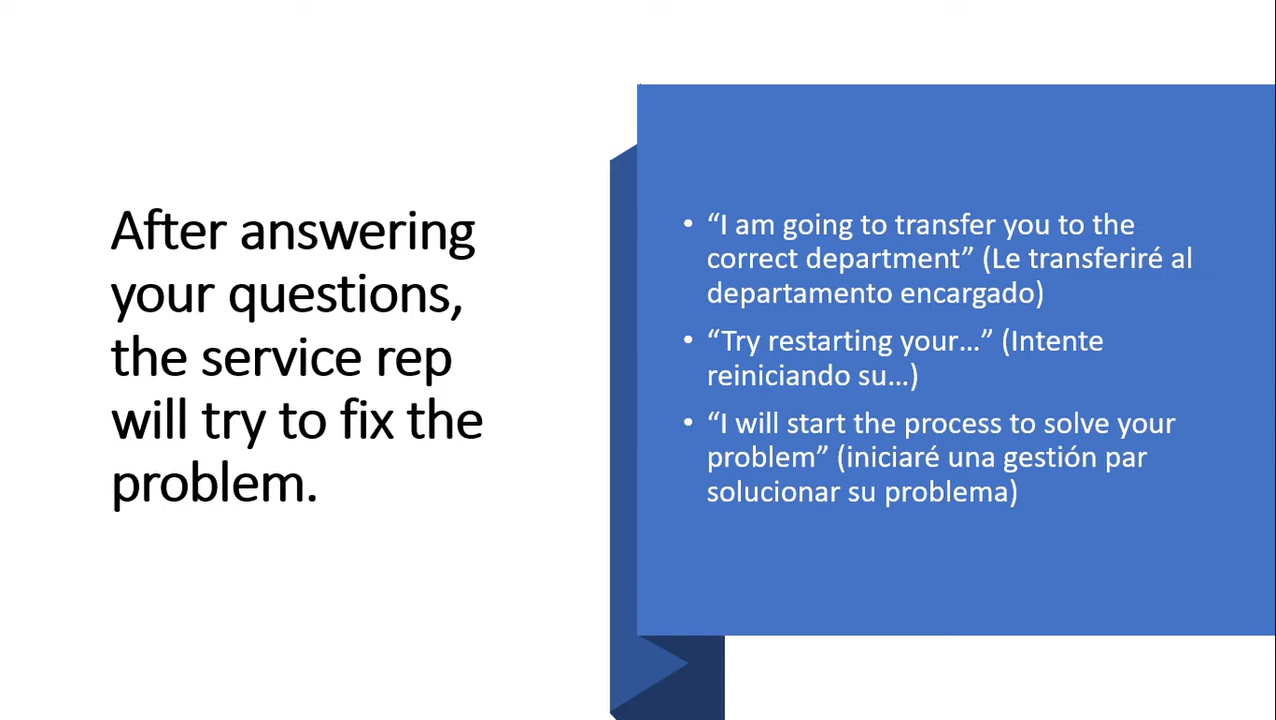 After answering
your questions,
the service rep
will try to fix the
problem.
• “I am going to transfer you to the
correct department” (Le transferiré al
departamento encargado)
• “Try restarting your…” (Intente
reiniciando su…)
• “I will start the process to solve your
problem” (iniciaré una gestión par
solucionar su problema)